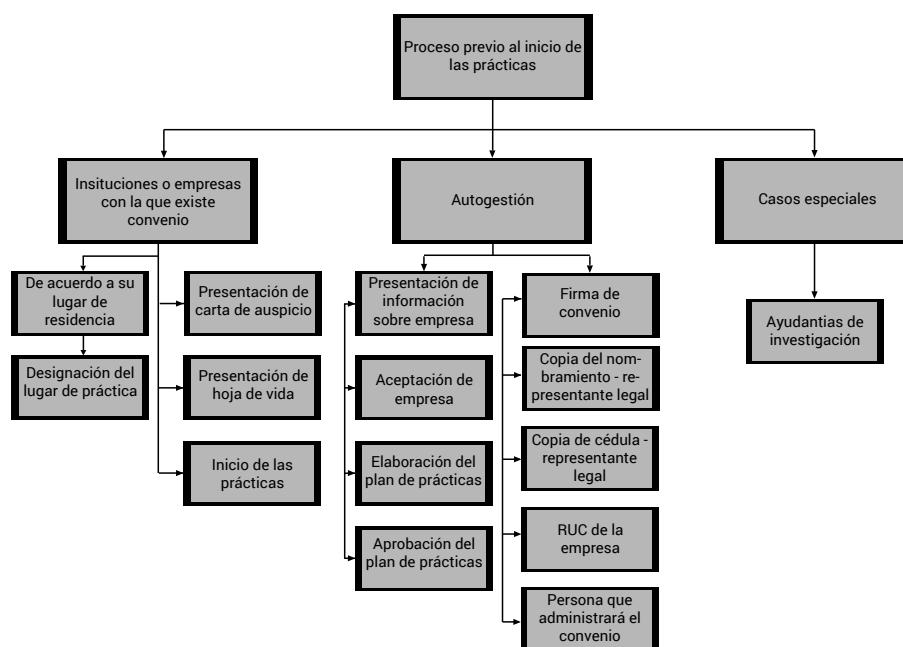 Proceso previo al inicio de
las prácticas
Insituciones o empresas
con la que existe
convenio
Autogestión
Casos especiales
De acuerdo a su
lugar de
residencia
Designación del
lugar de práctica
Presentación de
carta de auspicio
Presentación de
hoja de vida
Inicio de las
prácticas
Presentación de
información
sobre empresa
Aceptación de
empresa
Elaboración del
plan de prácticas
Aprobación del
plan de prácticas
Firma de
convenio
Copia del nom-
bramiento - re-
presentante legal
Copia de cédula -
representante
legal
RUC de la
empresa
Persona que
administrará el
convenio
Ayudantias de
investigación